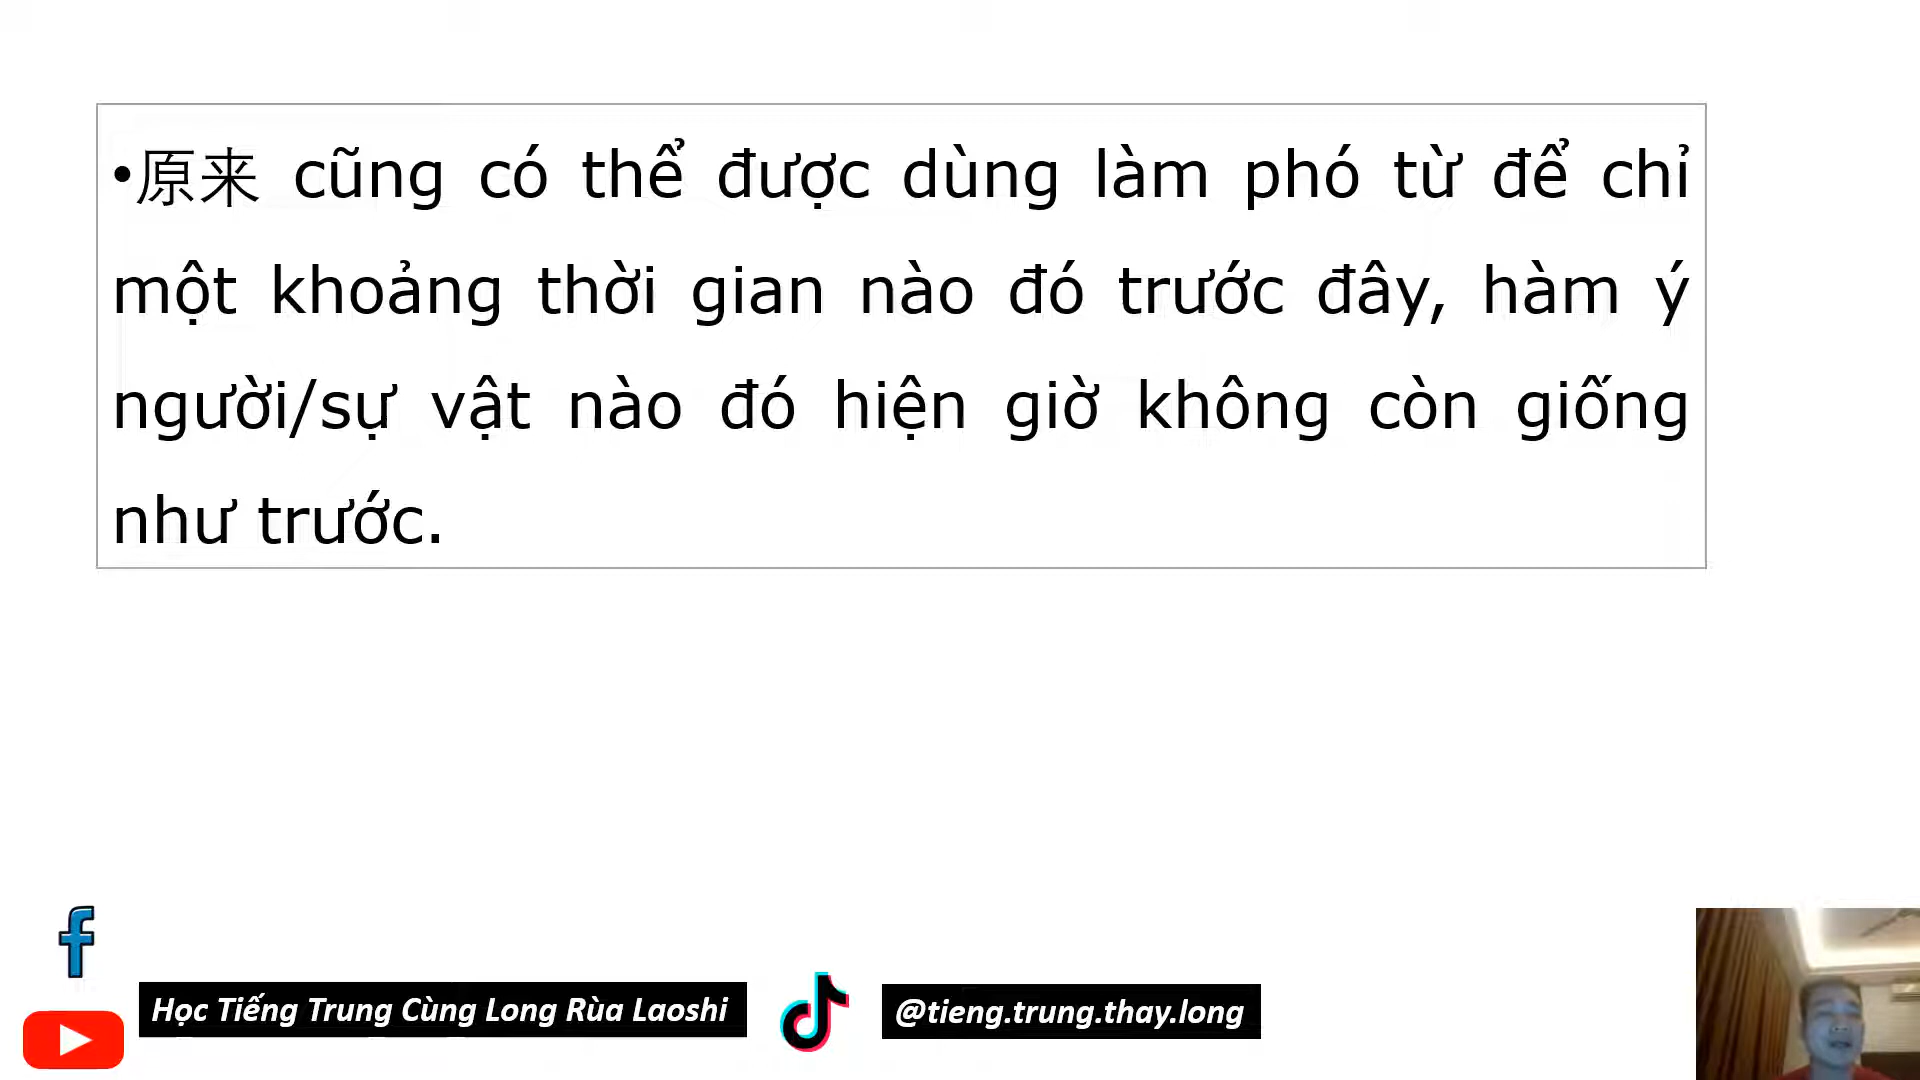 •原来 cũng có thể được dùng làm phó từ để chỉ
một khoảng thời gian nào đó trước đây, hàm ý
người/sự vật nào đó hiện giờ không còn giống
như trước.
Học Tiếng Trung Cùng Long Rùa Laoshi
@tieng.trung.thay.long